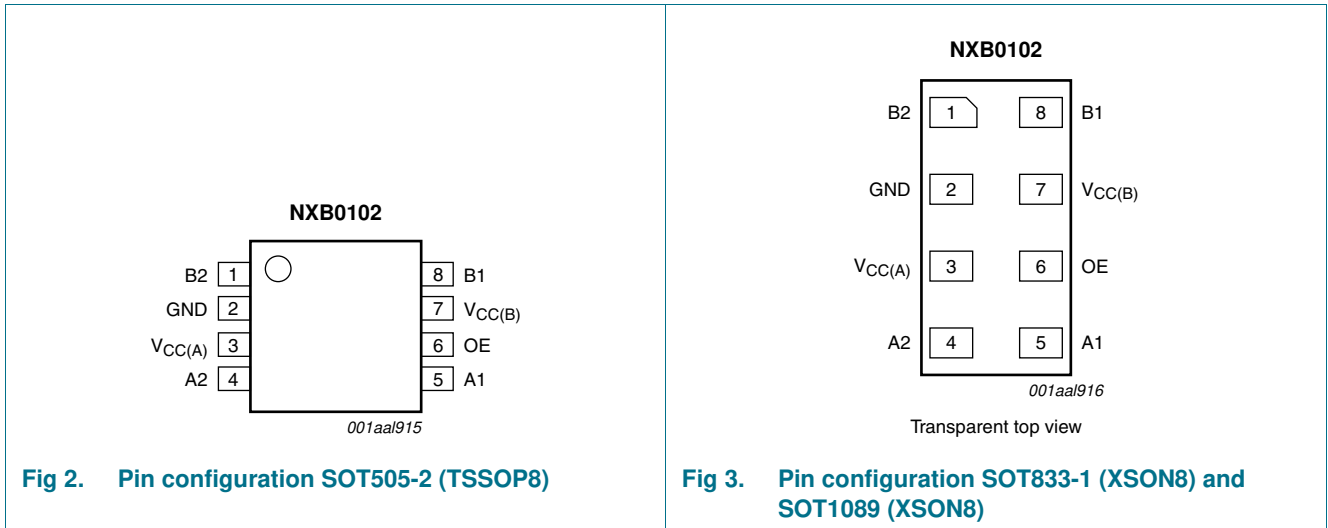 NXB0102
B2 1 8 B1
GND 2 7 VCC(B)
VCC(A) 3 6 OE
A2 4 5 A1
001aal915
Fig 2. Pin configuration SOT505-2 (TSSOP8)
NXB0102
B2 1 8 B1
GND 2 7 VCC(B)
VCC(A) 3 6 OE
A2 4 5 A1
001aal916
Transparent top view
Fig 3. Pin configuration SOT833-1 (XSON8) and
SOT1089 (XSON8)